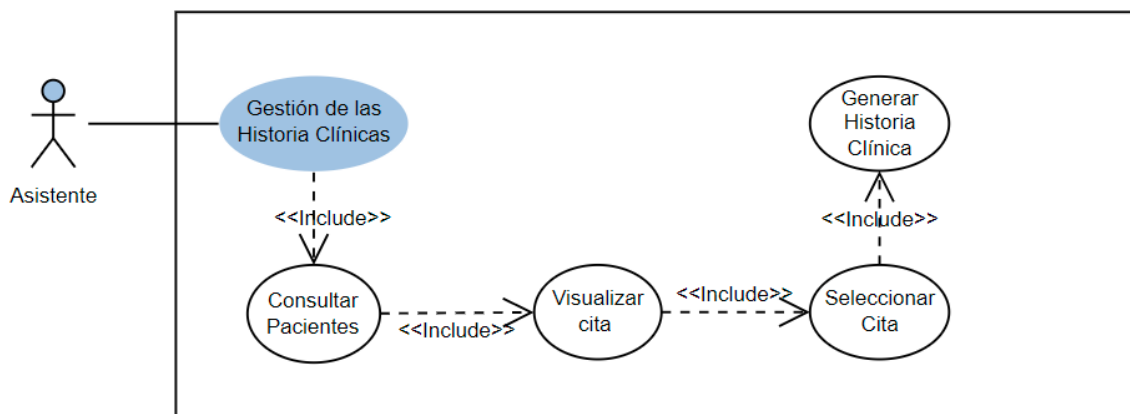 Gestión de las
Historia Clínicas
Generar
Historia
Clínica
Asistente
<<Include>>
<<Include>>
Consultar
Pacientes
<<Include>>
Visualizar
cita
<<Include>>
Seleccionar
Cita